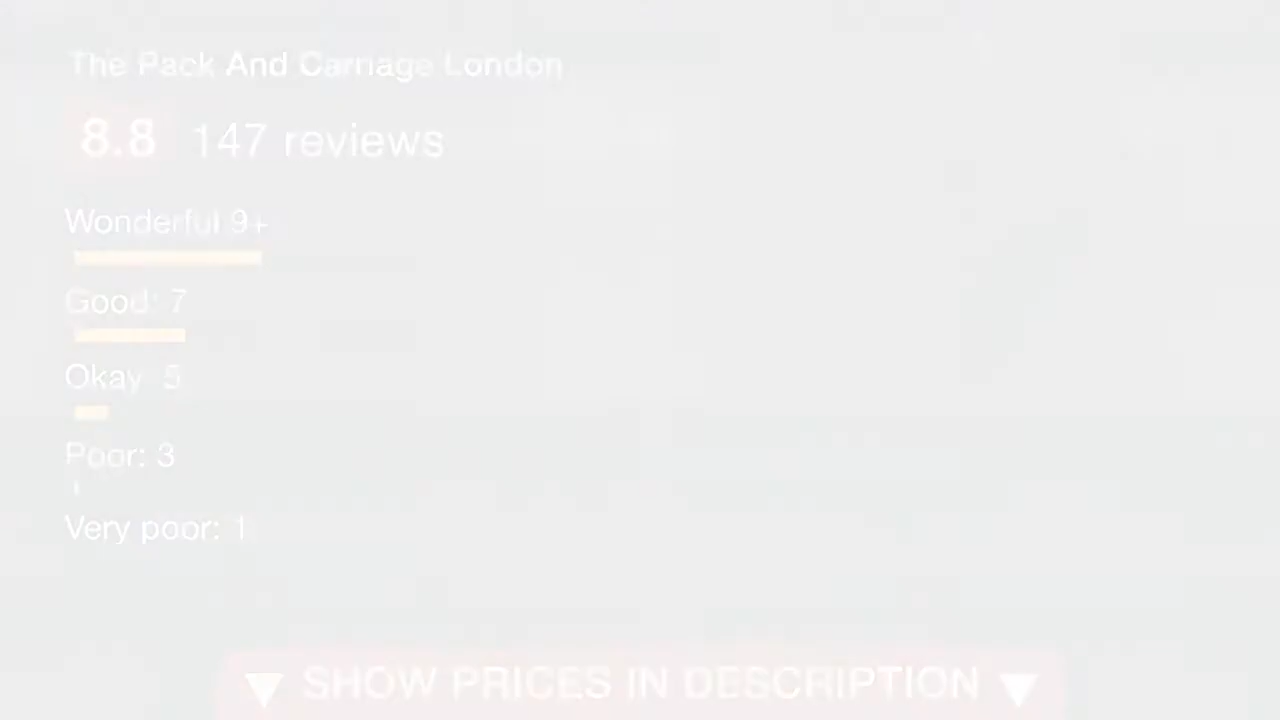 The Pack And Carriage London
8.8 147 reviews
Wonderful 9+
Good: 7
Okay 5
Poor: 3
Very poor: 1
▼ SHOW PRICES IN DESCRIPTION ▼